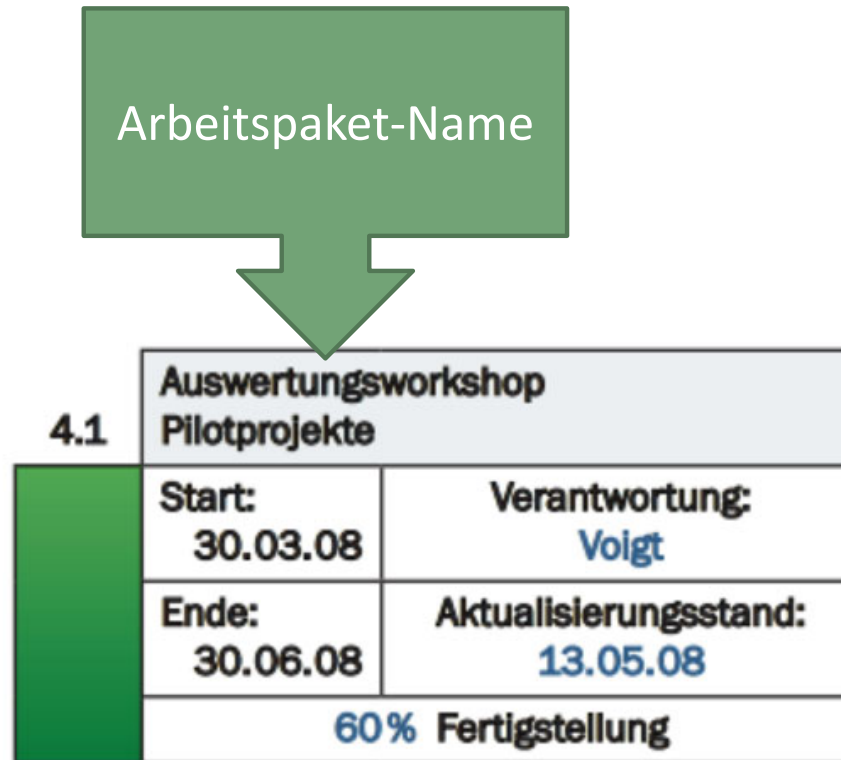 Arbeitspaket-Name
Auswertungsworkshop
4.1 Pilotprojekte
Start: Verantwortung:
30.03.08 Voigt
Ende: Aktualisierungsstand:
30.06.08 13.05.08
60% Fertigstellung